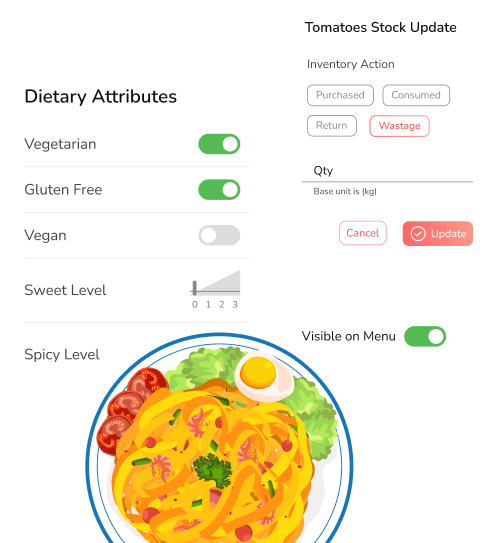 Tomatoes Stock Update
Inventory Action
Purchased Consumed
Return Wastage
Qty
Base unit is (kg)
Cancel Update
Dietary Attributes
Vegetarian
Gluten Free
Vegan
Sweet Level
0 1 2 3
Spicy Level
Visible on Menu